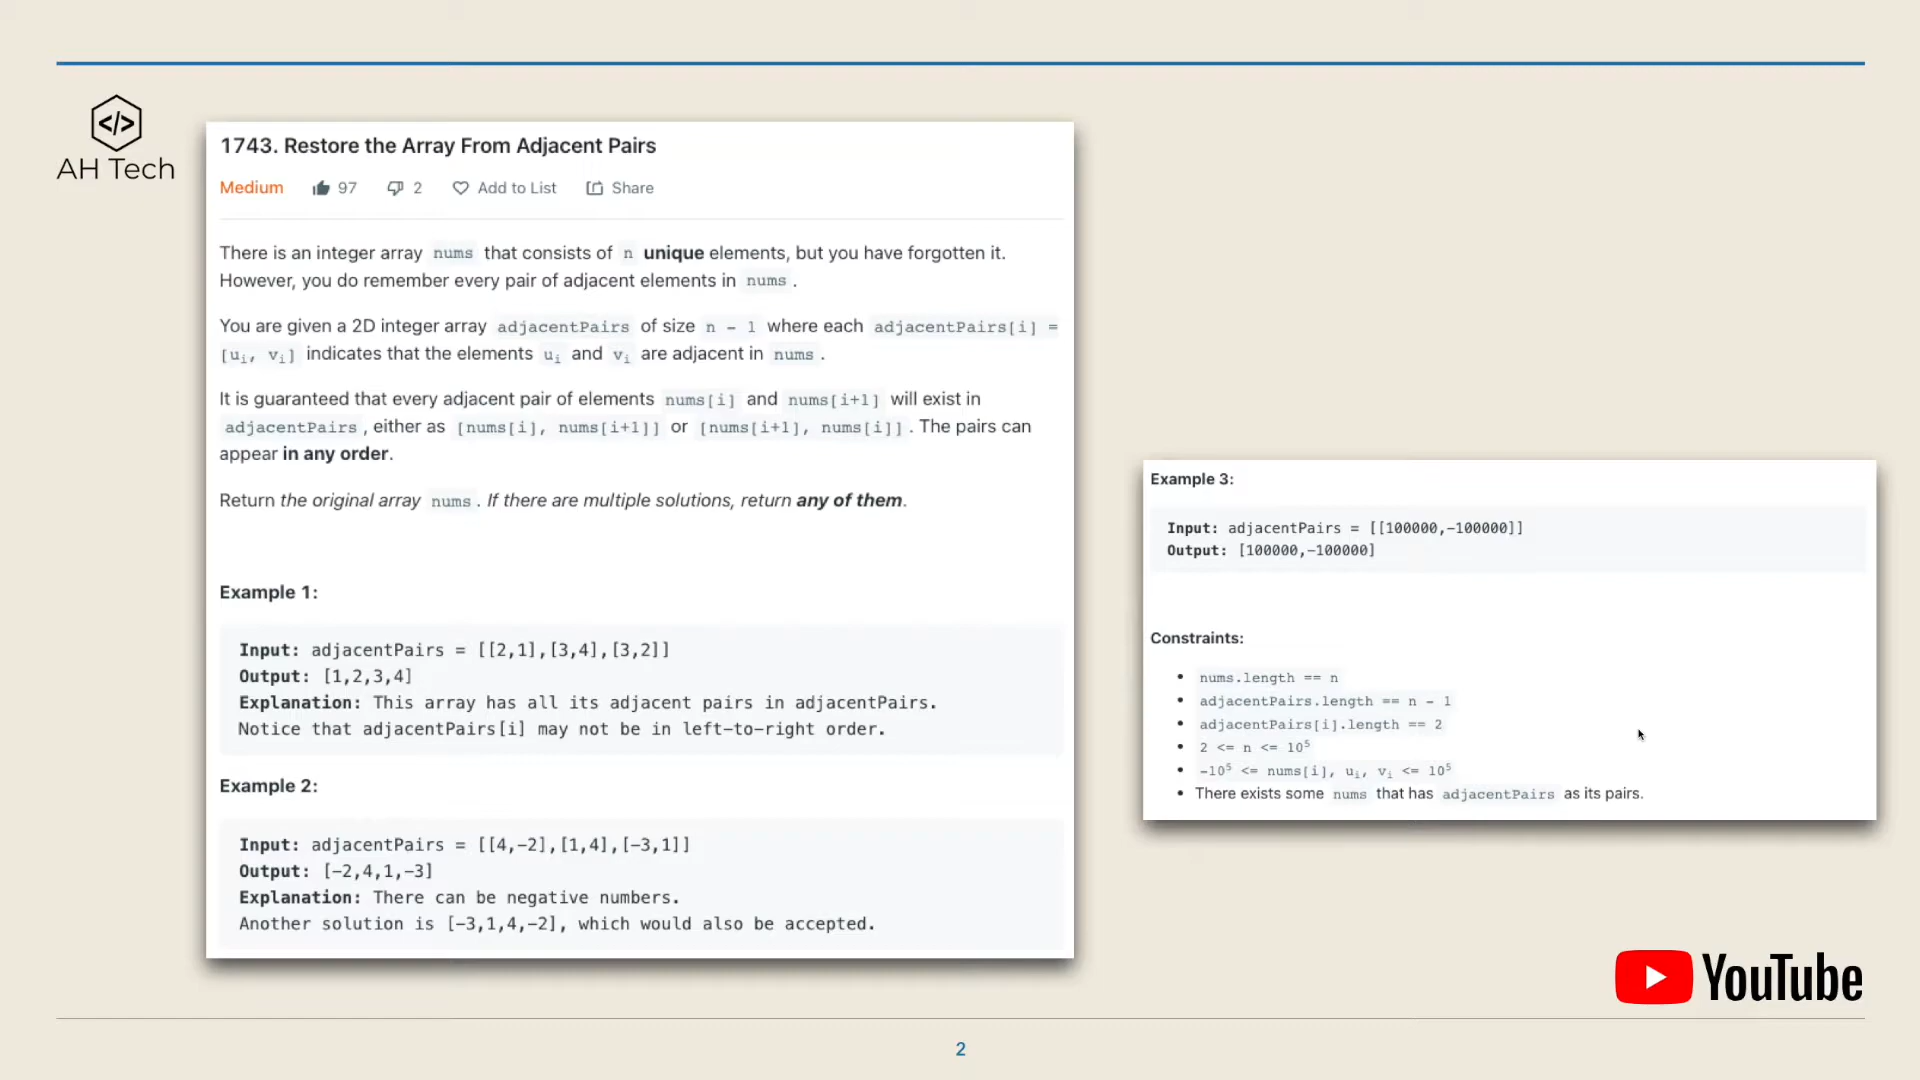 </>
AH Tech
1743. Restore the Array From Adjacent Pairs
Medium 97 2 Add to List Share
There is an integer array nums that consists of n unique elements, but you have forgotten it.
However, you do remember every pair of adjacent elements in nums .
You are given a 2D integer array adjacentPairs of size n - 1 where each adjacentPairs[i] =
[uᵢ, vᵢ] indicates that the elements uᵢ and vᵢ are adjacent in nums .
It is guaranteed that every adjacent pair of elements nums[i] and nums[i+1] will exist in
adjacentPairs , either as [nums[i], nums[i+1]] or [nums[i+1], nums[i]] . The pairs can
appear in any order.
Return the original array nums . If there are multiple solutions, return any of them.
Example 1:
Input: adjacentPairs = [[2,1],[3,4],[3,2]]
Output: [1,2,3,4]
Explanation: This array has all its adjacent pairs in adjacentPairs.
Notice that adjacentPairs[i] may not be in left-to-right order.
Example 2:
Input: adjacentPairs = [[4,-2],[1,4],[-3,1]]
Output: [-2,4,1,-3]
Explanation: There can be negative numbers.
Another solution is [-3,1,4,-2], which would also be accepted.
Example 3:
Input: adjacentPairs = [[100000,-100000]]
Output: [100000,-100000]
Constraints:
• nums.length == n
• adjacentPairs.length == n - 1
• adjacentPairs[i].length == 2
• 2 <= n <= 10⁵
• -10⁵ <= nums[i], uᵢ, vᵢ <= 10⁵
• There exists some nums that has adjacentPairs as its pairs.
YouTube
2